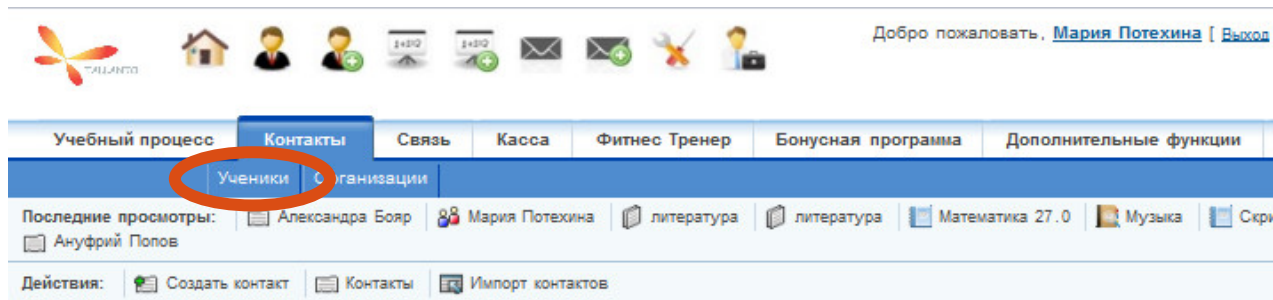 Добро пожаловать, Мария Потехина [ Выход
TALLANTO
Учебный процесс Контакты Связь Касса Фитнес Тренер Бонусная программа Дополнительные функции
Ученики Организации
Последние просмотры: Александра Бояр Мария Потехина литература литература Математика 27.0 Музыка Скри
Ануфрий Попов
Действия: Создать контакт Контакты Импорт контактов